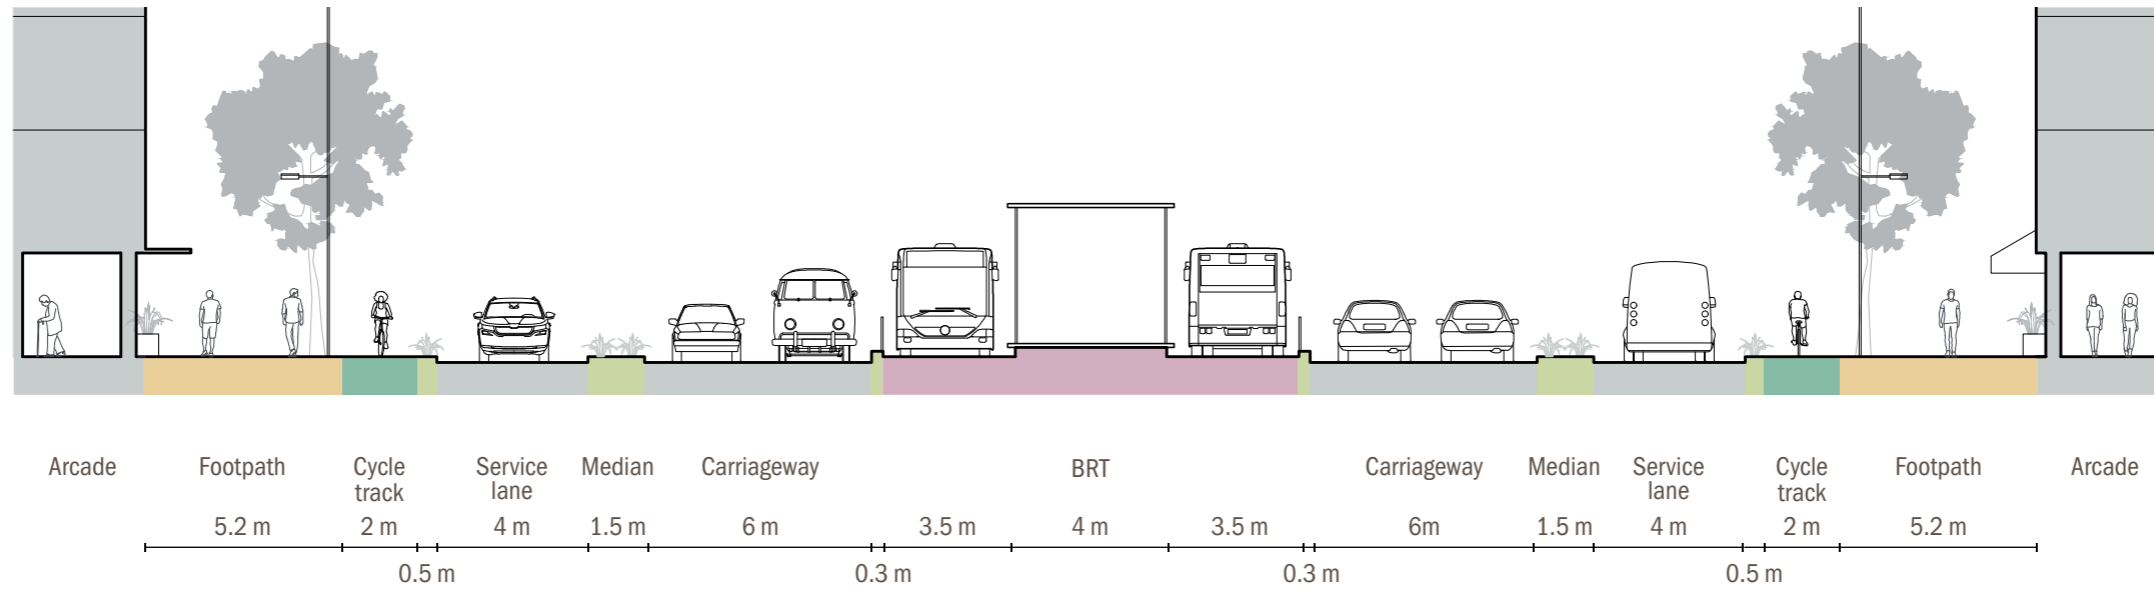 Arcade
Footpath
Cycle
track
Service
lane
Median
Carriageway
BRT
Carriageway
Median
Service
lane
Cycle
track
Footpath
Arcade
5.2 m 2 m 4 m 1.5 m 6 m 3.5 m 4 m 3.5 m 6m 1.5 m 4 m 2 m 5.2 m
0.5 m 0.3 m 0.3 m 0.5 m